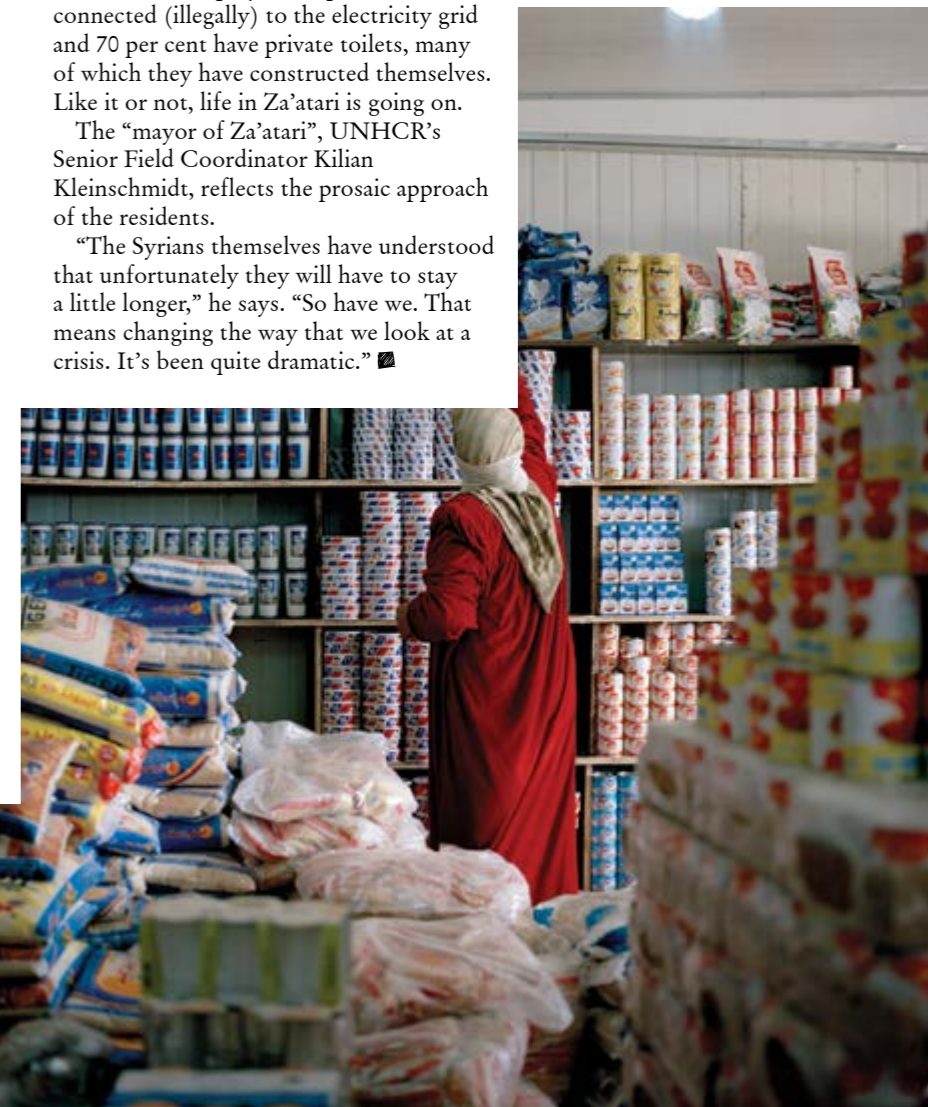 connected (illegally) to the electricity grid
and 70 per cent have private toilets, many
of which they have constructed themselves.
Like it or not, life in Za’atari is going on.
The “mayor of Za’atari”, UNHCR’s
Senior Field Coordinator Kilian
Kleinschmidt, reflects the prosaic approach
of the residents.
“The Syrians themselves have understood
that unfortunately they will have to stay
a little longer,” he says. “So have we. That
means changing the way that we look at a
crisis. It’s been quite dramatic.”